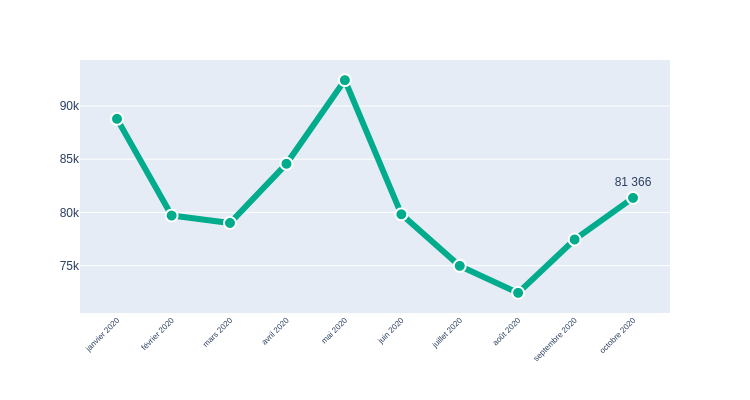 90k
85k
80k
75k
81 366
janvier 2020
février 2020
mars 2020
avril 2020
mai 2020
juin 2020
juillet 2020
août 2020
septembre 2020
octobre 2020